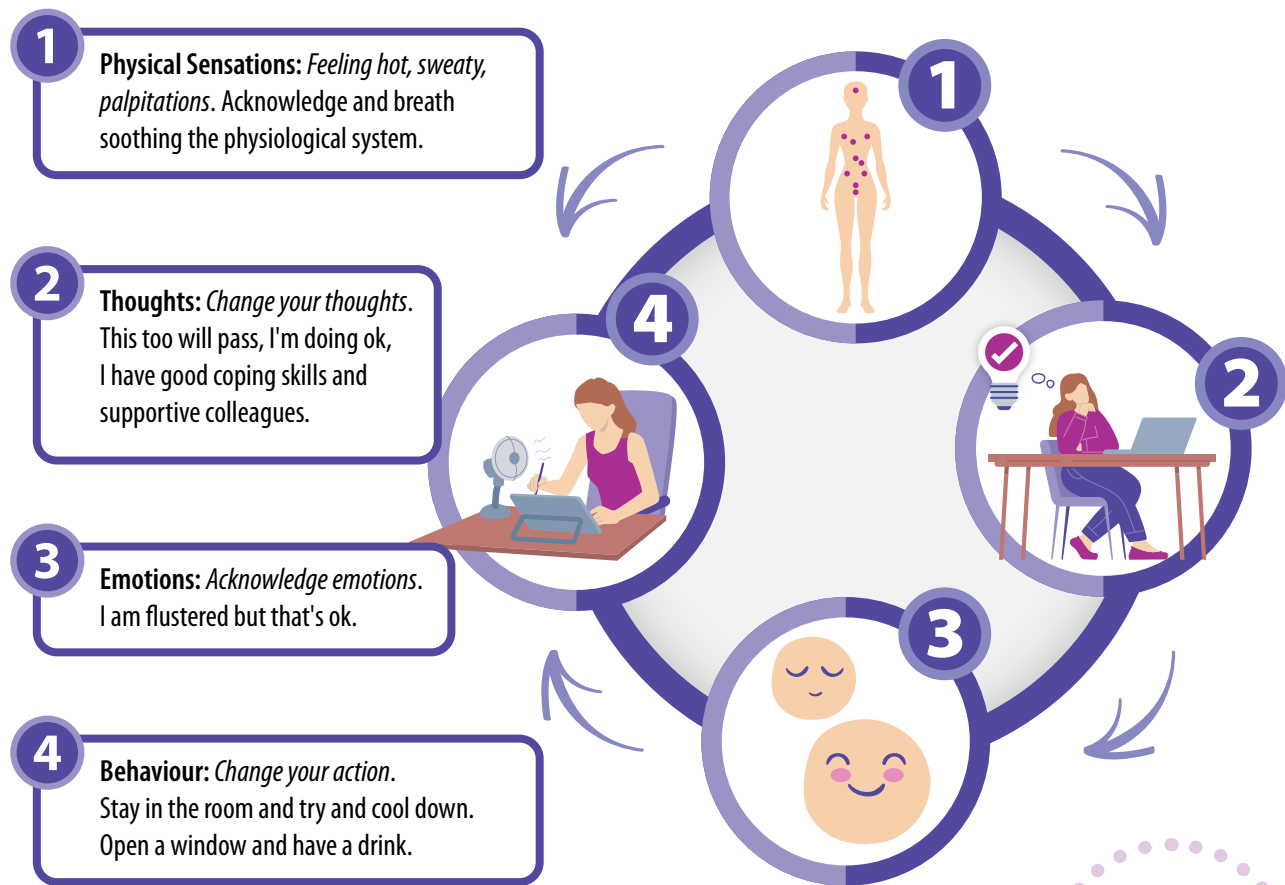 1
Physical Sensations: Feeling hot, sweaty,
palpitations. Acknowledge and breath
soothing the physiological system.
2
Thoughts: Change your thoughts.
This too will pass, I'm doing ok,
I have good coping skills and
supportive colleagues.
3
Emotions: Acknowledge emotions.
I am flustered but that's ok.
4
Behaviour: Change your action.
Stay in the room and try and cool down.
Open a window and have a drink.
1
2
3
4